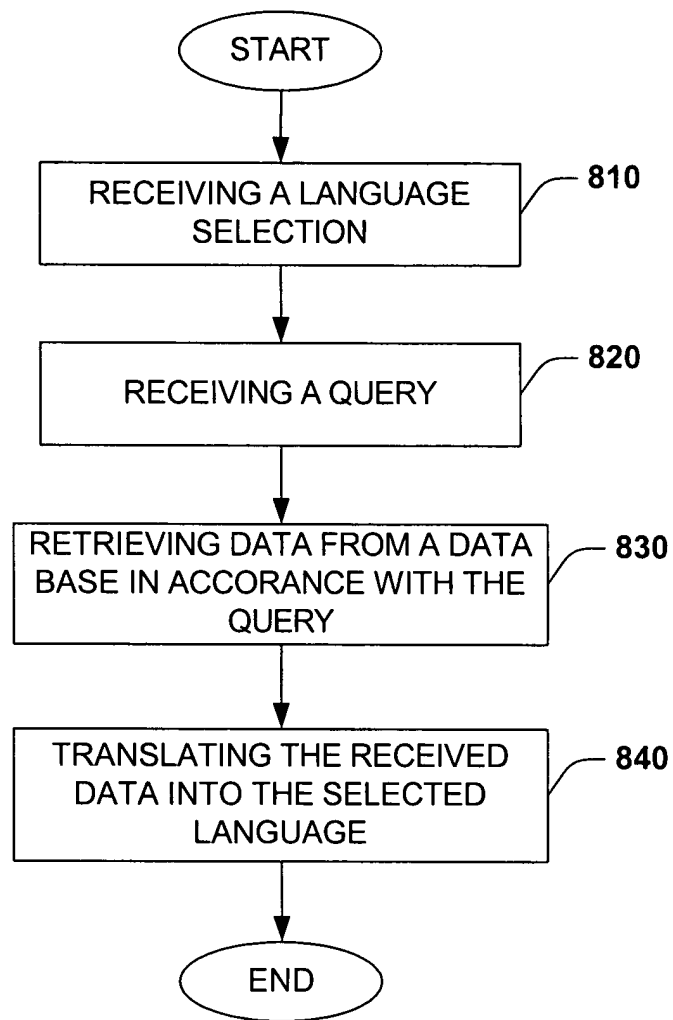 START
RECEIVING A LANGUAGE
SELECTION
810
RECEIVING A QUERY
820
RETRIEVING DATA FROM A DATA
BASE IN ACCORANCE WITH THE
QUERY
830
TRANSLATING THE RECEIVED
DATA INTO THE SELECTED
LANGUAGE
840
END